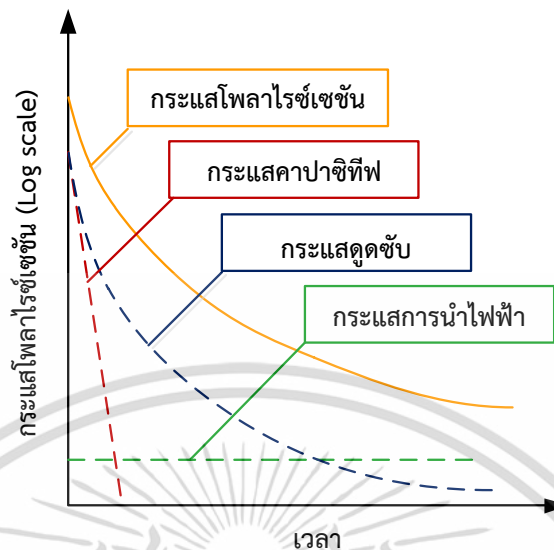 กระแสโพลาไรซ์เซชัน
กระแสคาปาซิทีฟ
กระแสดูดซับ
กระแสการนำไฟฟ้า
กระแสโพลาไรซ์เซชัน (Log scale)
เวลา